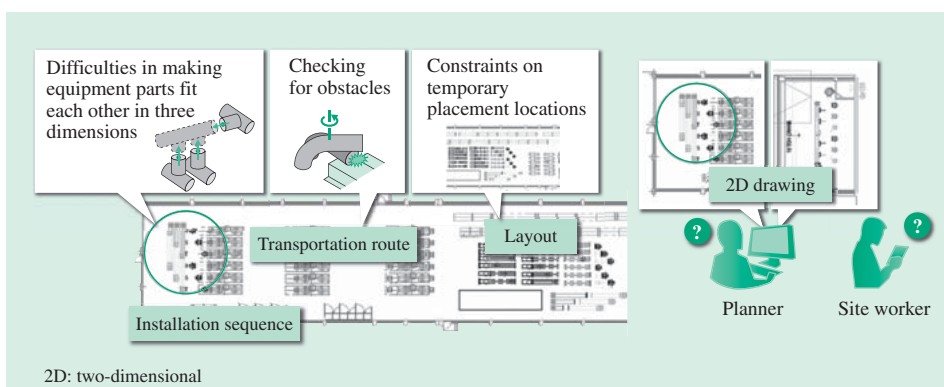 Difficulties in making
equipment parts fit
each other in three
dimensions
Checking
for obstacles
Constraints on
temporary
placement locations
Transportation route
Layout
Installation sequence
2D drawing
?
?
Planner
Site worker
2D: two-dimensional